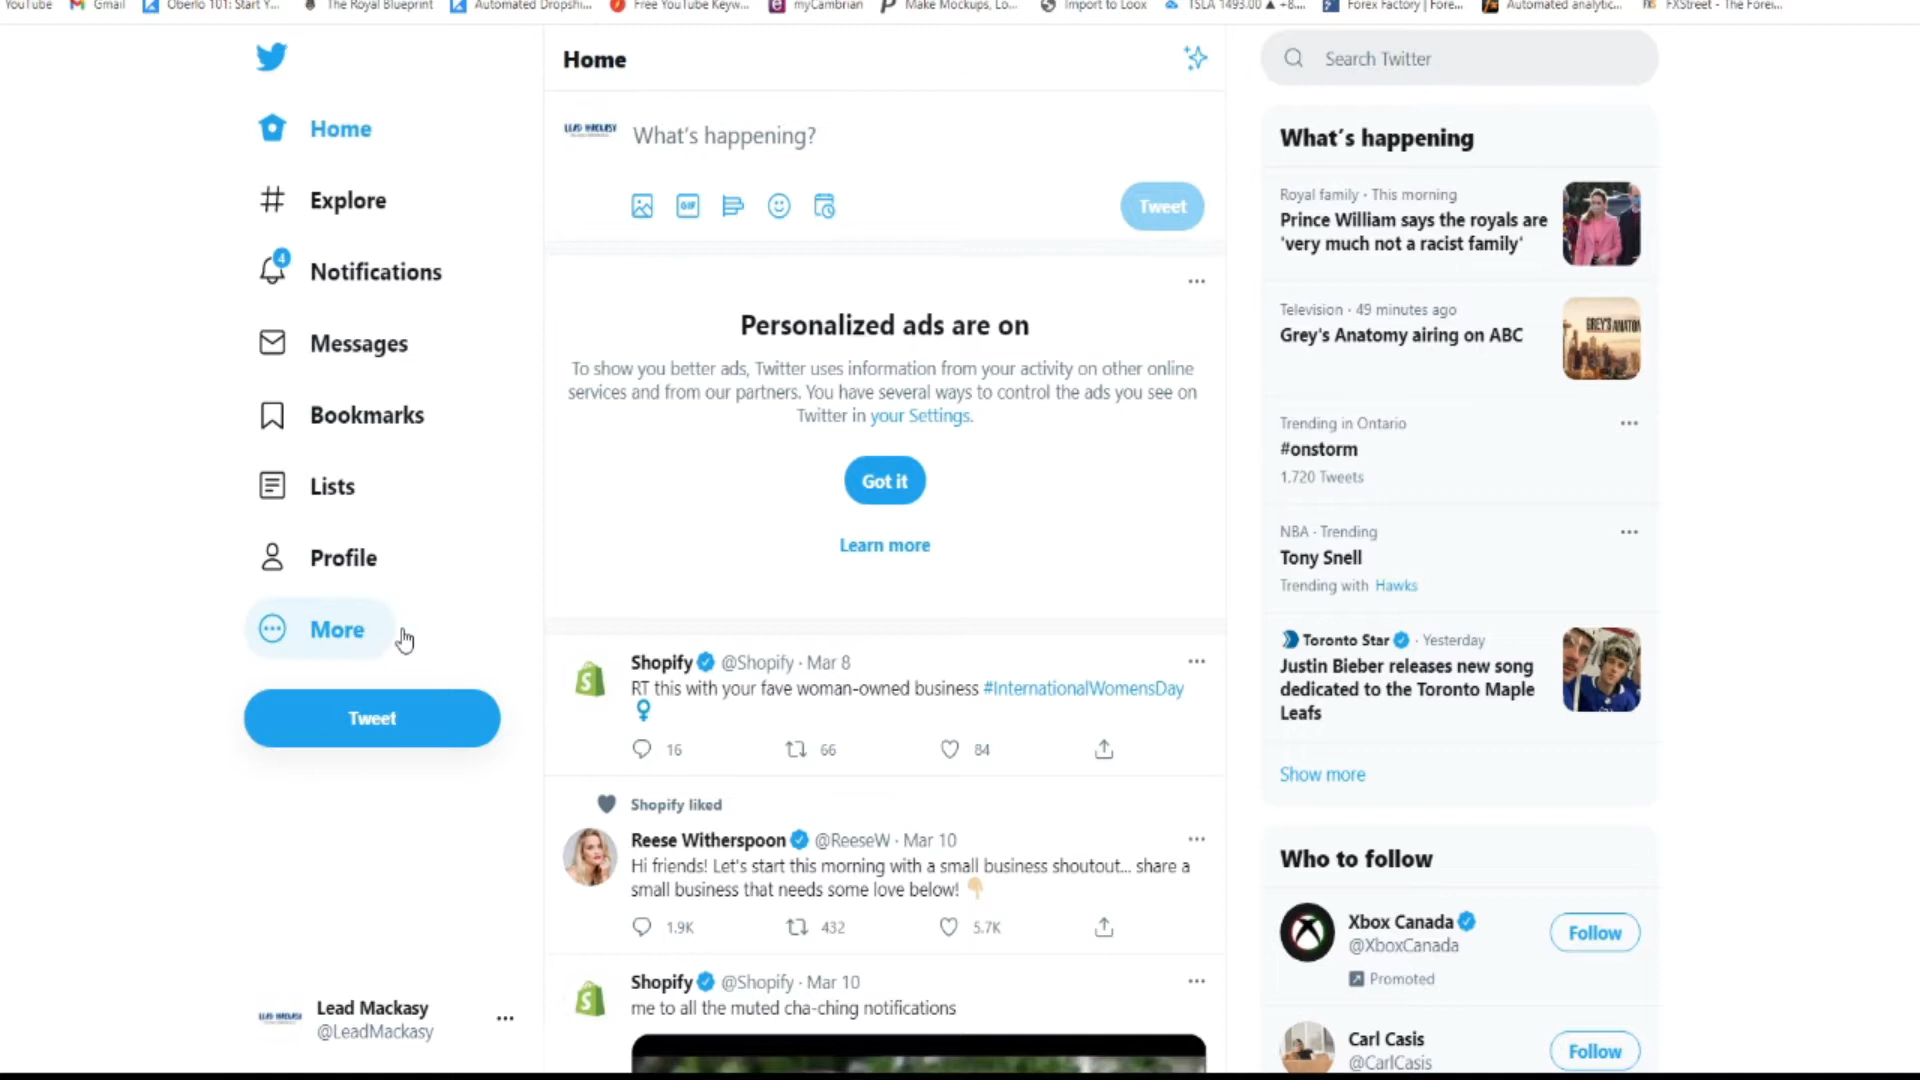 YouTube
Gmail
Oberlo 101: Start Y...
The Royal Blueprint
Automated Dropshi...
Free YouTube Keyw...
myCambrian
Make Mockups, Lo...
Import to Loox
TSLA 1493.00 ▲ +8....
Forex Factory | Fore...
Automated analytic...
FXStreet - The Forei...
Home
Explore
4
Notifications
Messages
Bookmarks
Lists
Profile
More
Tweet
Lead Mackasy
@LeadMackasy
Home
LEAD MACKASY
What's happening?
GIF
Tweet
Personalized ads are on
To show you better ads, Twitter uses information from your activity on other online
services and from our partners. You have several ways to control the ads you see on
Twitter in your Settings.
Got it
Learn more
Shopify @Shopify · Mar 8
RT this with your fave woman-owned business #InternationalWomensDay
♀
16 66 84
Shopify liked
Reese Witherspoon @ReeseW · Mar 10
Hi friends! Let's start this morning with a small business shoutout... share a
small business that needs some love below! 👇🏼
1.9K 432 5.7K
Shopify @Shopify · Mar 10
me to all the muted cha-ching notifications
Search Twitter
What's happening
Royal family · This morning
Prince William says the royals are
'very much not a racist family'
Television · 49 minutes ago
Grey's Anatomy airing on ABC
Trending in Ontario
#onstorm
1,720 Tweets
NBA · Trending
Tony Snell
Trending with Hawks
Toronto Star · Yesterday
Justin Bieber releases new song
dedicated to the Toronto Maple
Leafs
Show more
Who to follow
Xbox Canada
@XboxCanada
Follow
Promoted
Carl Casis
@CarlCasis
Follow